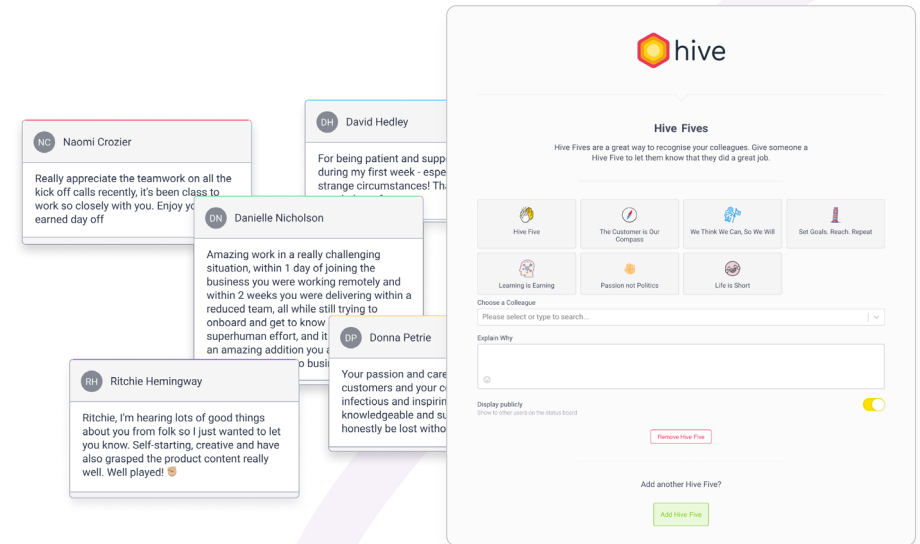 NC Naomi Crozier
Really appreciate the teamwork on all the
kick off calls recently, it's been class to
work so closely with you. Enjoy yo
earned day off
DH David Hedley
For being patient and supp
during my first week - espe
strange circumstances! Tha
DN Danielle Nicholson
Amazing work in a really challenging
situation, within 1 day of joining the
business you were working remotely and
within 2 weeks you were delivering within a
reduced team, all while still trying to
onboard and get to know
superhuman effort, and it
an amazing addition you a
o busi
DP Donna Petrie
Your passion and care
customers and your c
infectious and inspirin
knowledgeable and su
honestly be lost witho
RH Ritchie Hemingway
Ritchie, I'm hearing lots of good things
about you from folk so I just wanted to let
you know. Self-starting, creative and have
also grasped the product content really
well. Well played! ✊🏼
hive
Hive Fives
Hive Fives are a great way to recognise your colleagues. Give someone a
Hive Five to let them know that they did a great job.
Hive Five
The Customer is Our
Compass
We Think We Can, So We Will
Set Goals. Reach. Repeat
Learning is Earning
Passion not Politics
Life is Short
Choose a Colleague
Please select or type to search...
Explain Why
Display publicly
Show to other users on the status board
Remove Hive Five
Add another Hive Five?
Add Hive Five